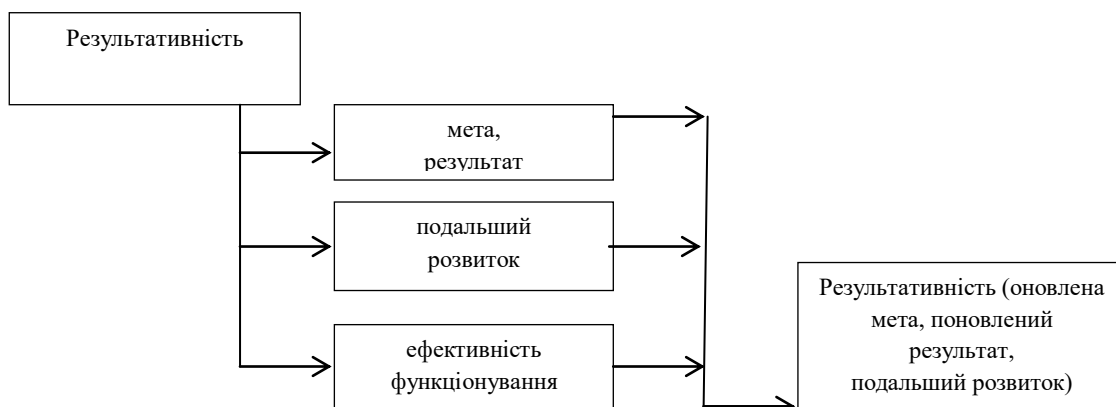 Результативність
мета,
результат
подальший
розвиток
ефективність
функціонування
Результативність (оновлена
мета, поновлений
результат,
подальший розвиток)